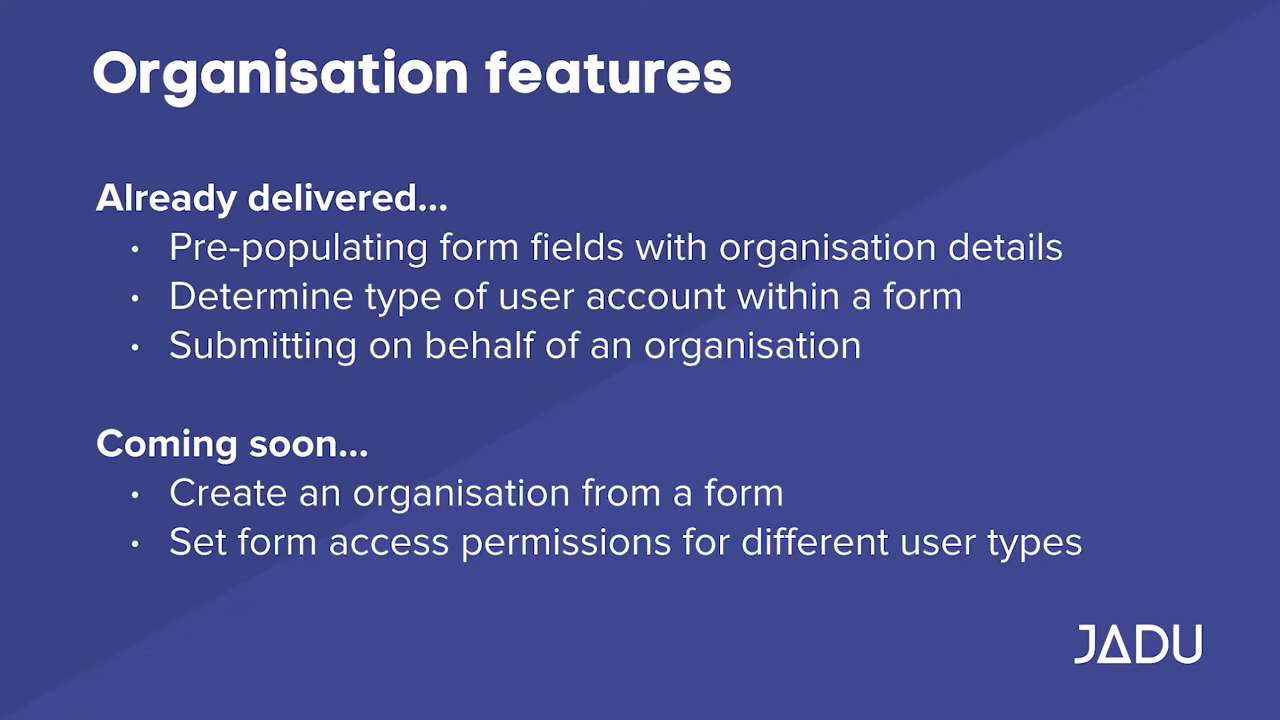 Organisation features
Already delivered...
• Pre-populating form fields with organisation details
• Determine type of user account within a form
• Submitting on behalf of an organisation
Coming soon...
• Create an organisation from a form
• Set form access permissions for different user types
JADU